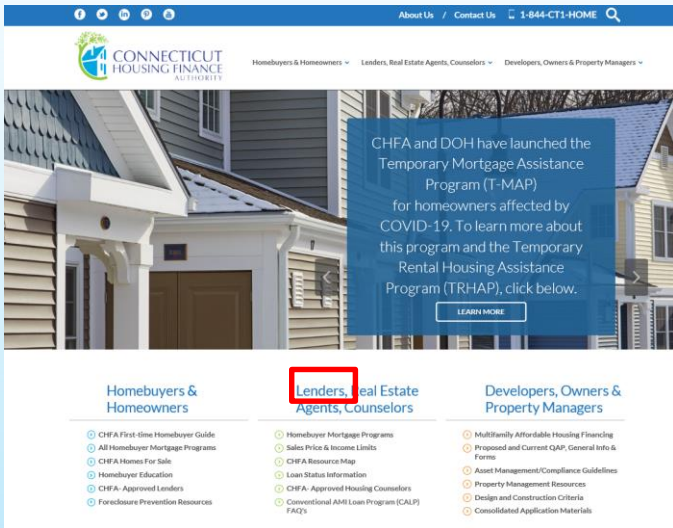 About Us / Contact Us 1-844-CT1-HOME
CONNECTICUT
HOUSING FINANCE
AUTHORITY
Homebuyers & Homeowners Lenders, Real Estate Agents, Counselors Developers, Owners & Property Managers
CHFA and DOH have launched the
Temporary Mortgage Assistance
Program (T-MAP)
for homeowners affected by
COVID-19. To learn more about
this program and the Temporary
Rental Housing Assistance
Program (TRHAP), click below.
LEARN MORE
Homebuyers &
Homeowners
CHFA First-time Homebuyer Guide
All Homebuyer Mortgage Programs
CHFA Homes For Sale
Homebuyer Education
CHFA- Approved Lenders
Foreclosure Prevention Resources
Lenders, Real Estate
Agents, Counselors
Homebuyer Mortgage Programs
Sales Price & Income Limits
CHFA Resource Map
Loan Status Information
CHFA- Approved Housing Counselors
Conventional AMI Loan Program (CALP)
FAQ's
Developers, Owners &
Property Managers
Multifamily Affordable Housing Financing
Proposed and Current QAP, General Info &
Forms
Asset Management/Compliance Guidelines
Property Management Resources
Design and Construction Criteria
Consolidated Application Materials